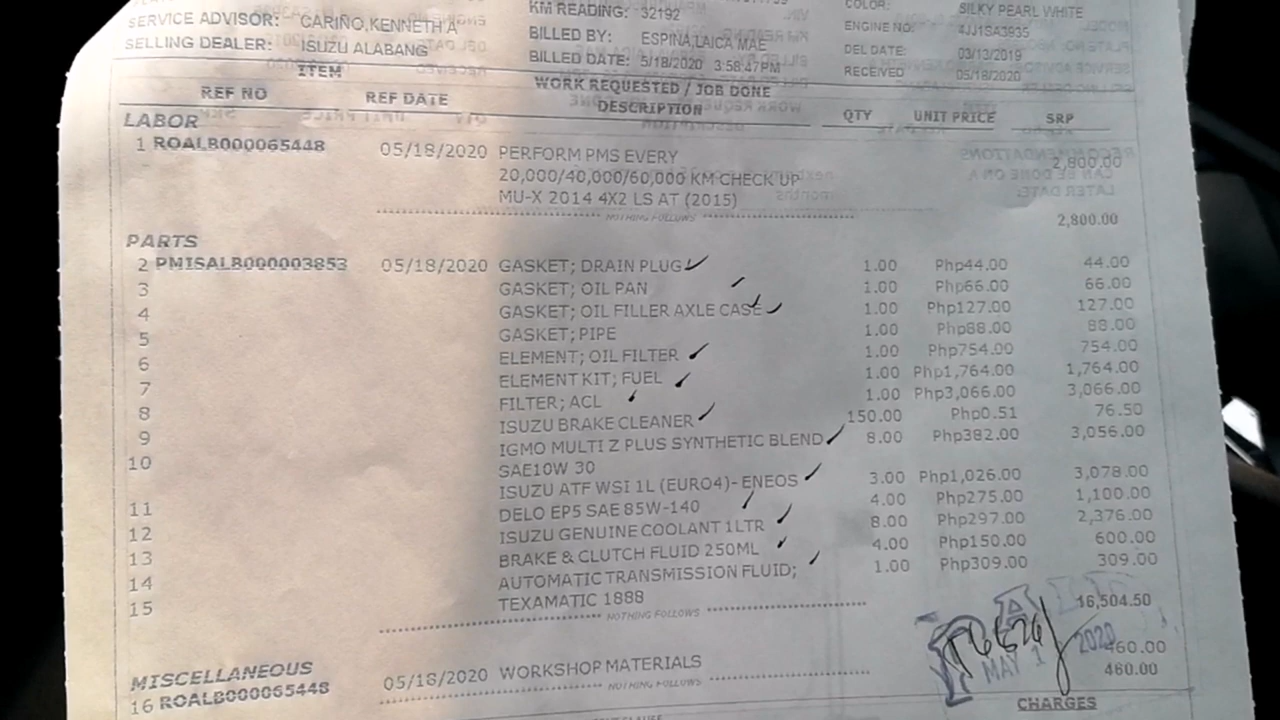 COLOR: SILKY PEARL WHITE
SERVICE ADVISOR: CARIÑO,KENNETH A KM READING: 32192 ENGINE NO: 4JJ1SA3935
SELLING DEALER: ISUZU ALABANG BILLED BY: ESPINA,LAICA MAE DEL DATE: 03/13/2019
BILLED DATE: 5/18/2020 3:58:47PM RECEIVED 05/18/2020
ITEM WORK REQUESTED / JOB DONE
REF NO REF DATE DESCRIPTION QTY UNIT PRICE SRP
LABOR
1 ROALB000065448 05/18/2020 PERFORM PMS EVERY 2,800.00
20,000/40,000/60,000 KM CHECK UP
MU-X 2014 4X2 LS AT (2015)
NOTHING FOLLOWS 2,800.00
PARTS
2 PMISALB000003853 05/18/2020 GASKET; DRAIN PLUG 1.00 Php44.00 44.00
3 GASKET; OIL PAN 1.00 Php66.00 66.00
4 GASKET; OIL FILLER AXLE CASE 1.00 Php127.00 127.00
5 GASKET; PIPE 1.00 Php88.00 88.00
6 ELEMENT; OIL FILTER 1.00 Php754.00 754.00
7 ELEMENT KIT; FUEL 1.00 Php1,764.00 1,764.00
8 FILTER; ACL 1.00 Php3,066.00 3,066.00
9 ISUZU BRAKE CLEANER 150.00 Php0.51 76.50
10 IGMO MULTI Z PLUS SYNTHETIC BLEND 8.00 Php382.00 3,056.00
SAE10W 30
11 ISUZU ATF WSI 1L (EURO4)- ENEOS 3.00 Php1,026.00 3,078.00
12 DELO EP5 SAE 85W-140 4.00 Php275.00 1,100.00
13 ISUZU GENUINE COOLANT 1LTR 8.00 Php297.00 2,376.00
14 BRAKE & CLUTCH FLUID 250ML 4.00 Php150.00 600.00
15 AUTOMATIC TRANSMISSION FLUID; 1.00 Php309.00 309.00
TEXAMATIC 1888
NOTHING FOLLOWS 16,504.50
MISCELLANEOUS
16 ROALB000065448 05/18/2020 WORKSHOP MATERIALS 460.00
NOTHING FOLLOWS 460.00
MAY 2020
CHARGES